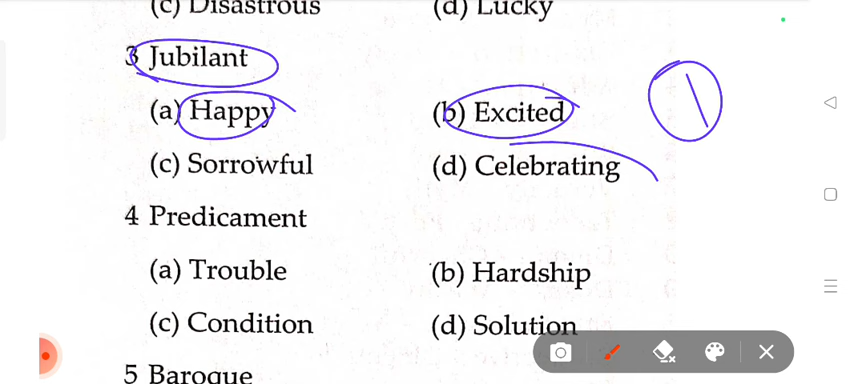 (c) Disastrous (d) Lucky
3 Jubilant
(a) Happy (b) Excited
(c) Sorrowful (d) Celebrating
4 Predicament
(a) Trouble (b) Hardship
(c) Condition (d) Solution
5 Baroque